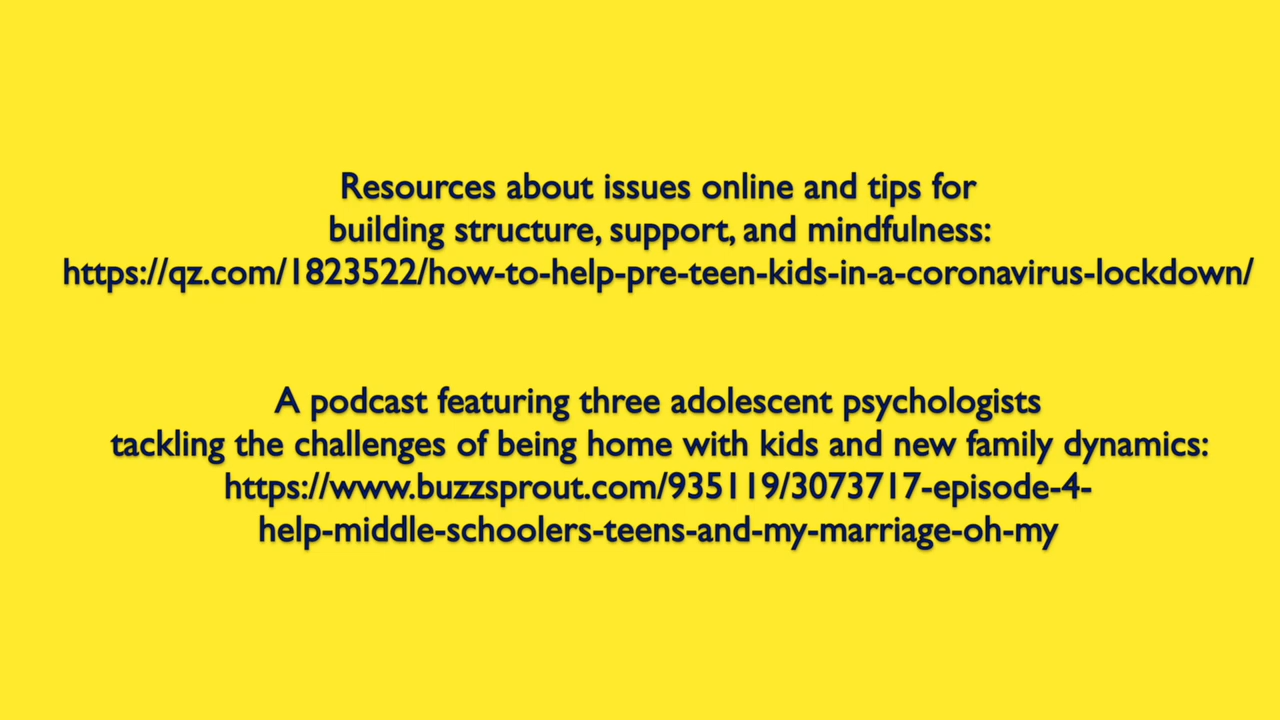 Resources about issues online and tips for
building structure, support, and mindfulness:
https://qz.com/1823522/how-to-help-pre-teen-kids-in-a-coronavirus-lockdown/
A podcast featuring three adolescent psychologists
tackling the challenges of being home with kids and new family dynamics:
https://www.buzzsprout.com/935119/3073717-episode-4-
help-middle-schoolers-teens-and-my-marriage-oh-my